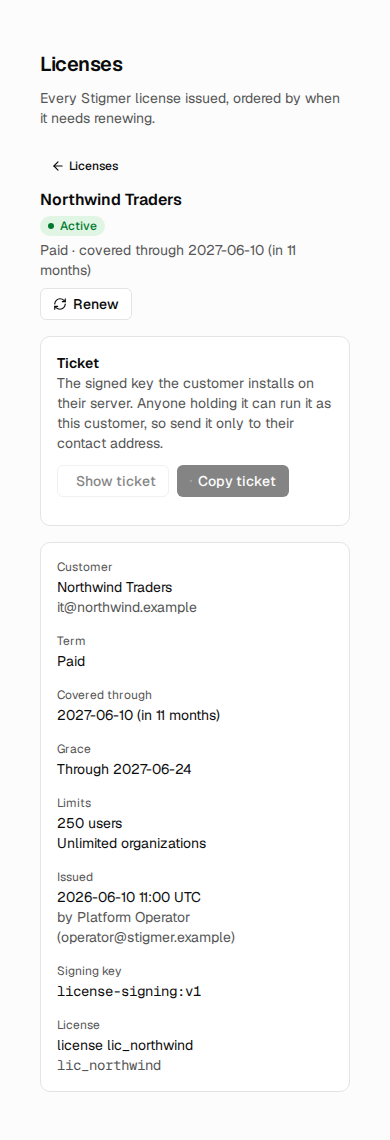 Licenses
Every Stigmer license issued, ordered by when
it needs renewing.
Licenses
Northwind Traders
Active
Paid · covered through 2027-06-10 (in 11
months)
Renew
Ticket
The signed key the customer installs on
their server. Anyone holding it can run it as
this customer, so send it only to their
contact address.
Show ticket
Copy ticket
Customer
Northwind Traders
it@northwind.example
Term
Paid
Covered through
2027-06-10 (in 11 months)
Grace
Through 2027-06-24
Limits
250 users
Unlimited organizations
Issued
2026-06-10 11:00 UTC
by Platform Operator
(operator@stigmer.example)
Signing key
license-signing:v1
License
license lic_northwind
lic_northwind